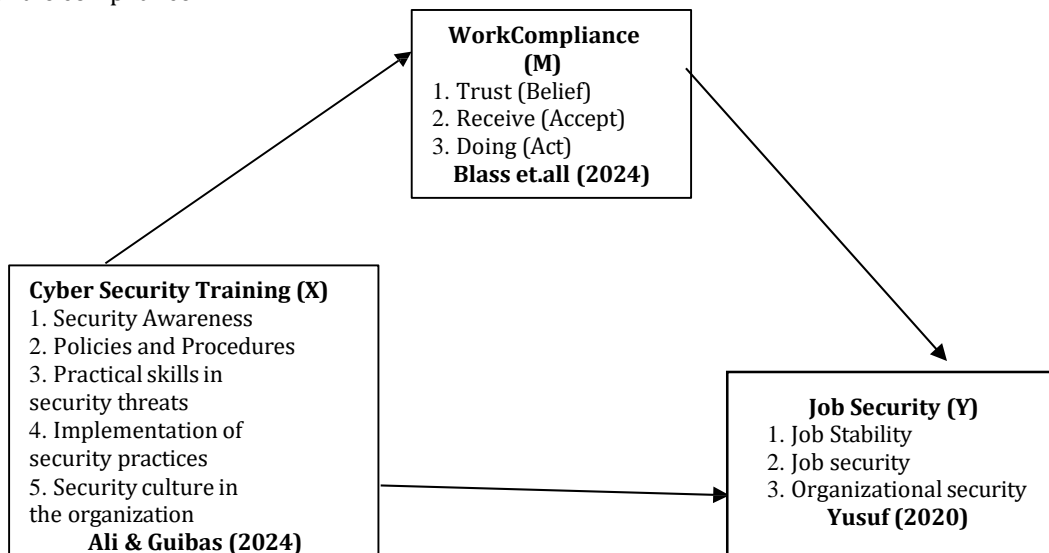 WorkCompliance
(M)
1. Trust (Belief)
2. Receive (Accept)
3. Doing (Act)
Blass et.all (2024)
Cyber Security Training (X)
1. Security Awareness
2. Policies and Procedures
3. Practical skills in
security threats
4. Implementation of
security practices
5. Security culture in
the organization
Ali & Guibas (2024)
Job Security (Y)
1. Job Stability
2. Job security
3. Organizational security
Yusuf (2020)